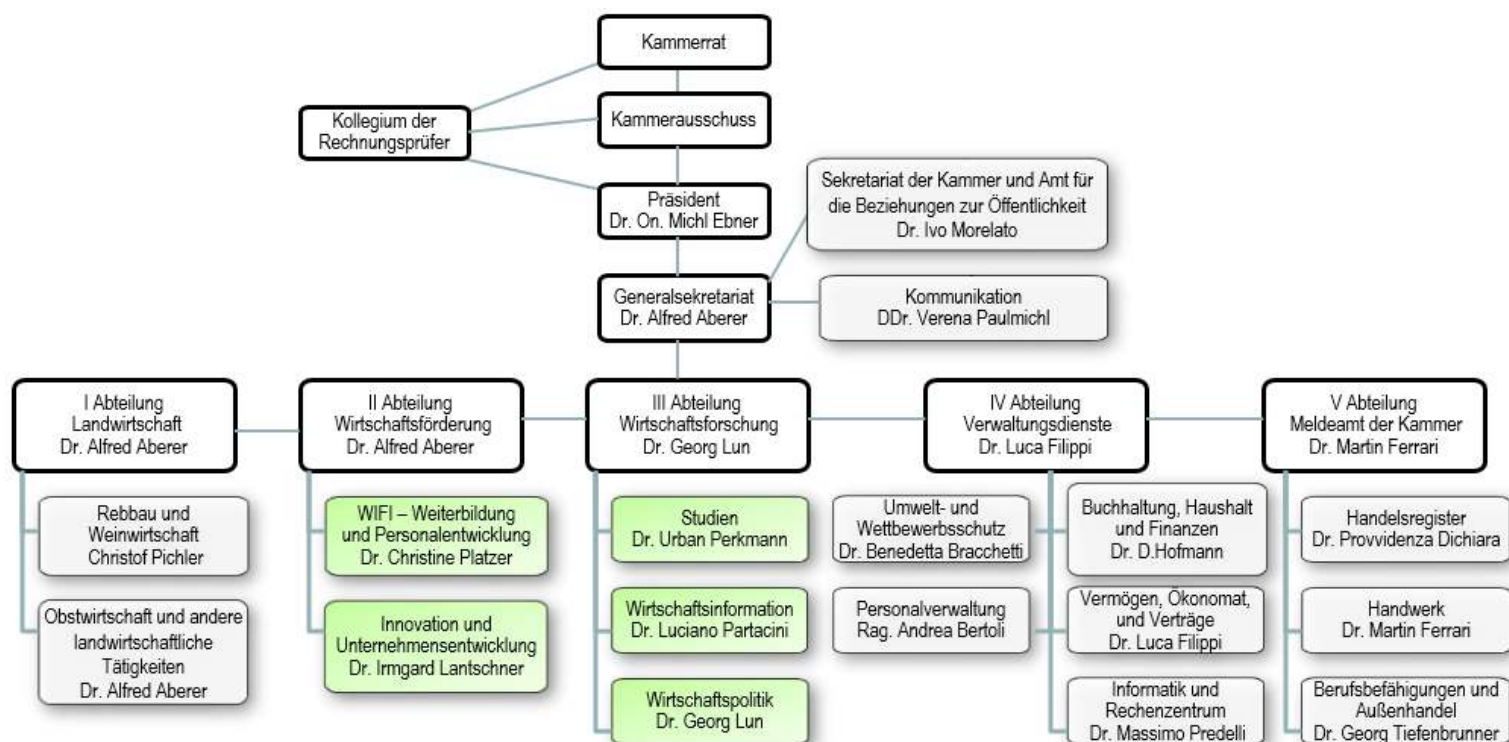 Kammerrat
Kollegium der
Rechnungsprüfer
Kammerausschuss
Präsident
Dr. On. Michl Ebner
Sekretariat der Kammer und Amt für
die Beziehungen zur Öffentlichkeit
Dr. Ivo Morelato
Generalsekretariat
Dr. Alfred Aberer
Kommunikation
DDr. Verena Paulmichl
I Abteilung
Landwirtschaft
Dr. Alfred Aberer
II Abteilung
Wirtschaftsförderung
Dr. Alfred Aberer
III Abteilung
Wirtschaftsforschung
Dr. Georg Lun
IV Abteilung
Verwaltungsdienste
Dr. Luca Filippi
V Abteilung
Meldeamt der Kammer
Dr. Martin Ferrari
Rebbau und
Weinwirtschaft
Christof Pichler
Obstwirtschaft und andere
landwirtschaftliche
Tätigkeiten
Dr. Alfred Aberer
WIFI – Weiterbildung
und Personalentwicklung
Dr. Christine Platzer
Innovation und
Unternehmensentwicklung
Dr. Irmgard Lantschner
Studien
Dr. Urban Perkmann
Wirtschaftsinformation
Dr. Luciano Partacini
Wirtschaftspolitik
Dr. Georg Lun
Umwelt- und
Wettbewerbsschutz
Dr. Benedetta Bracchetti
Personalverwaltung
Rag. Andrea Bertoli
Buchhaltung, Haushalt
und Finanzen
Dr. D.Hofmann
Vermögen, Ökonomat,
und Verträge
Dr. Luca Filippi
Informatik und
Rechenzentrum
Dr. Massimo Predelli
Handelsregister
Dr. Provvidenza Dichiara
Handwerk
Dr. Martin Ferrari
Berufsbefähigungen und
Außenhandel
Dr. Georg Tiefenbrunner